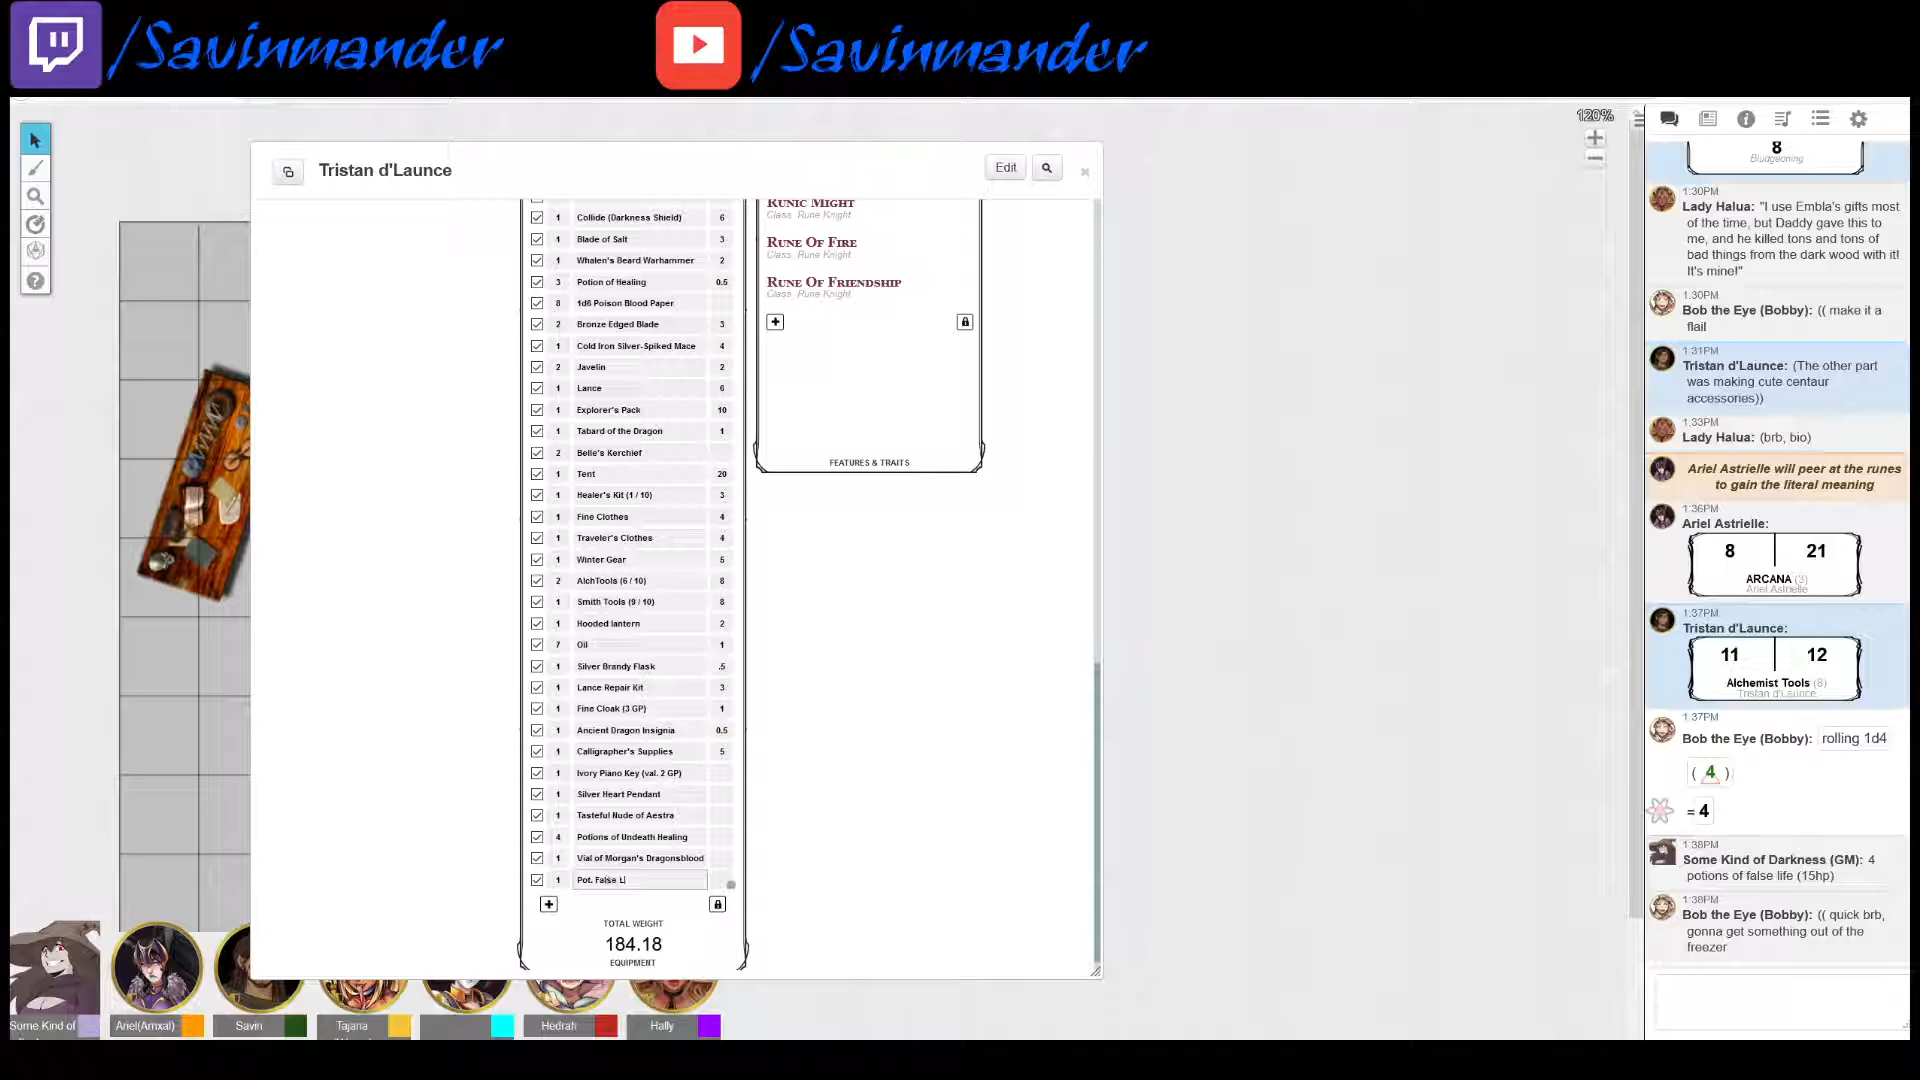 /Savinmander
/Savinmander
120%
Tristan d'Launce
Edit
1 Collide (Darkness Shield) 6
1 Blade of Salt 3
1 Whalen's Beard Warhammer 2
3 Potion of Healing 0.5
8 1d6 Poison Blood Paper
2 Bronze Edged Blade 3
1 Cold Iron Silver-Spiked Mace 4
2 Javelin 2
1 Lance 6
1 Explorer's Pack 10
1 Tabard of the Dragon 1
2 Belle's Kerchief
1 Tent 20
1 Healer's Kit (1 / 10) 3
1 Fine Clothes 4
1 Traveler's Clothes 4
1 Winter Gear 5
2 AlchTools (6 / 10) 8
1 Smith Tools (9 / 10) 8
1 Hooded lantern 2
7 Oil 1
1 Silver Brandy Flask .5
1 Lance Repair Kit 3
1 Fine Cloak (3 GP) 1
1 Ancient Dragon Insignia 0.5
1 Calligrapher's Supplies 5
1 Ivory Piano Key (val. 2 GP)
1 Silver Heart Pendant
1 Tasteful Nude of Aestra
4 Potions of Undeath Healing
1 Vial of Morgan's Dragonsblood
1 Pot. False L
TOTAL WEIGHT
184.18
EQUIPMENT
Runic Might
Class: Rune Knight
Rune Of Fire
Class: Rune Knight
Rune Of Friendship
Class: Rune Knight
FEATURES & TRAITS
8
Bludgeoning
1:30PM
Lady Halua: "I use Embla's gifts most
of the time, but Daddy gave this to
me, and he killed tons and tons of
bad things from the dark wood with it!
It's mine!"
1:30PM
Bob the Eye (Bobby): (( make it a
flail
1:31PM
Tristan d'Launce: (The other part
was making cute centaur
accessories))
1:33PM
Lady Halua: (brb, bio)
Ariel Astrielle will peer at the runes
to gain the literal meaning
1:36PM
Ariel Astrielle:
8 21
ARCANA (3)
Ariel Astrielle
1:37PM
Tristan d'Launce:
11 12
Alchemist Tools (8)
Tristan d'Launce
1:37PM
Bob the Eye (Bobby): rolling 1d4
( 4 )
= 4
1:38PM
Some Kind of Darkness (GM): 4
potions of false life (15hp)
1:38PM
Bob the Eye (Bobby): (( quick brb,
gonna get something out of the
freezer
Some Kind of
Ariel(Amxal)
Savin
Tajana
Hedrah
Hally